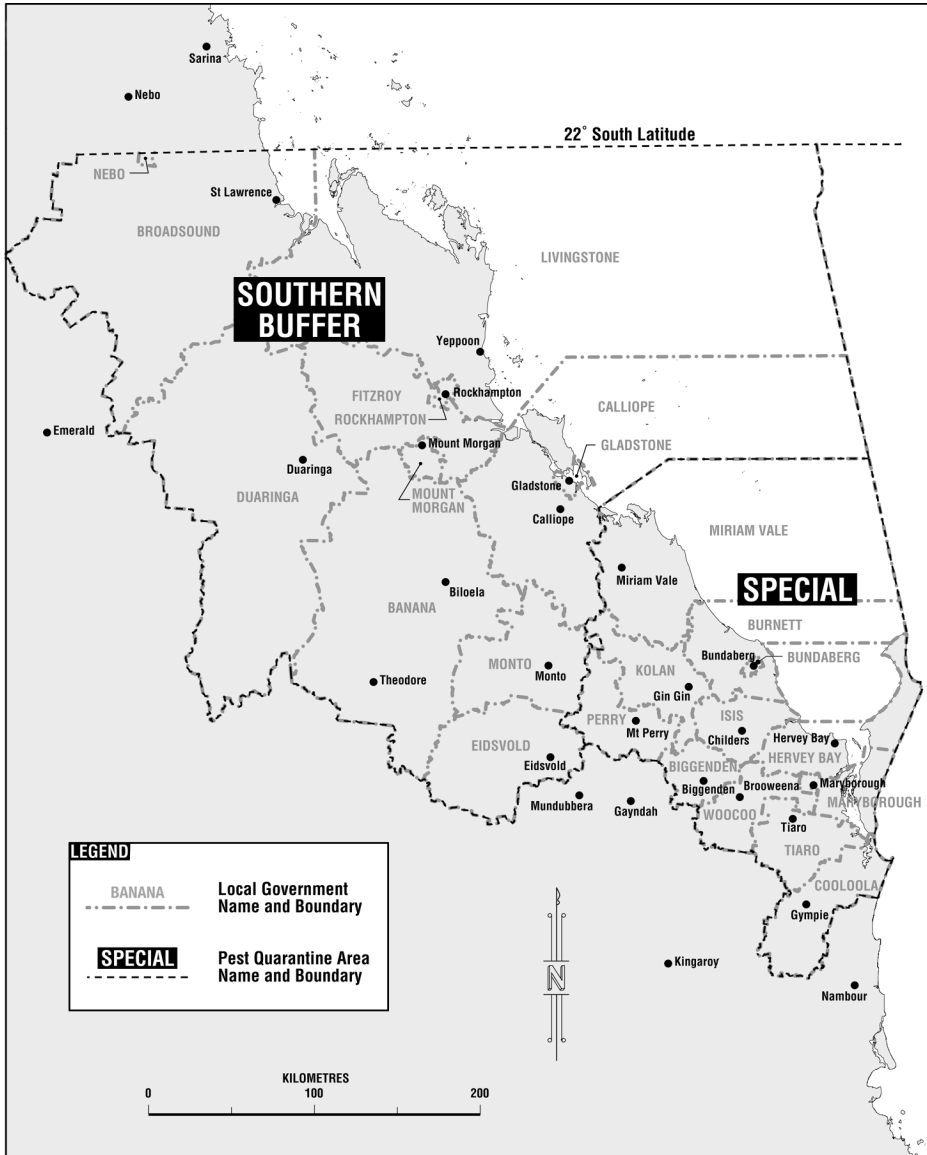 Sarina
Nebo
22° South Latitude
NEBO
St Lawrence
BROADSOUND
LIVINGSTONE
SOUTHERN
BUFFER
Yeppoon
FITZROY
Rockhampton
ROCKHAMPTON
CALLIOPE
Emerald
Mount Morgan
GLADSTONE
Duaringa
Gladstone
DUARINGA
MOUNT
MORGAN
Calliope
MIRIAM VALE
Miriam Vale
SPECIAL
Biloela
BANANA
BURNETT
Bundaberg
BUNDABERG
MONTO
Monto
KOLAN
Theodore
Gin Gin
PERRY
Mt Perry
ISIS
Childers
Hervey Bay
EIDSVOLD
Eidsvold
HERVEY BAY
BIGGENDEN
Biggenden
Brooweena
Maryborough
MARYBOROUGH
Mundubbera
Gayndah
WOOCOO
Tiaro
TIARO
COOLOOLA
Gympie
LEGEND
BANANA
Local Government
Name and Boundary
SPECIAL
Pest Quarantine Area
Name and Boundary
N
Kingaroy
Nambour
KILOMETRES
0 100 200